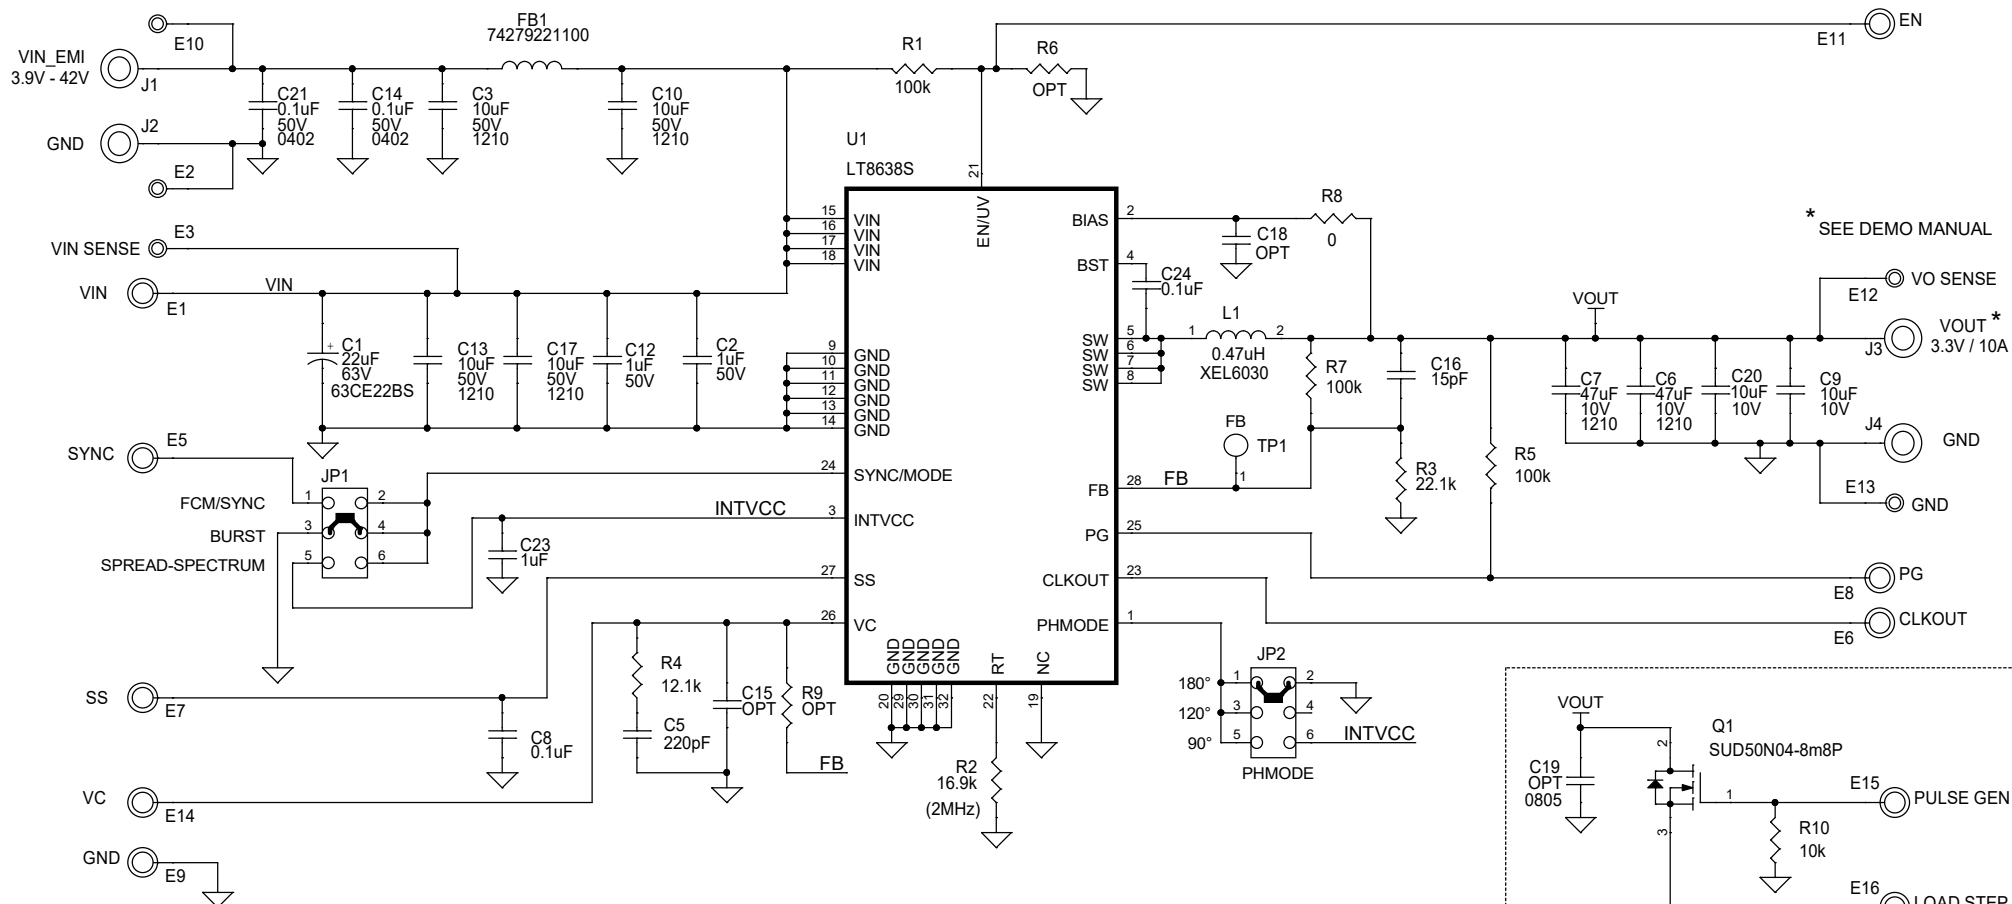 E10
VIN_EMI
3.9V - 42V
J1
GND
J2
E2
FB1
74279221100
C21
0.1uF
50V
0402
C14
0.1uF
50V
0402
C3
10uF
50V
1210
C10
10uF
50V
1210
R1
100k
R6
OPT
E11
EN
U1
LT8638S
21
EN/UV
VIN SENSE
E3
VIN
E1
VIN
C1
+
22uF
63V
63CE22BS
C13
10uF
50V
1210
C17
10uF
50V
1210
C12
1uF
50V
C2
1uF
50V
15
VIN
16
VIN
17
VIN
18
VIN
9
GND
10
GND
11
GND
12
GND
13
GND
14
GND
24
SYNC/MODE
3
INTVCC
INTVCC
27
SS
26
VC
SYNC
E5
JP1
FCM/SYNC
1
2
BURST
3
4
SPREAD-SPECTRUM
5
6
C23
1uF
SS
E7
C8
0.1uF
R4
12.1k
C5
220pF
C15
OPT
R9
OPT
FB
VC
E14
GND
E9
GND
GND
GND
GND
GND
20
29
30
31
32
RT
22
NC
19
R2
16.9k
(2MHz)
BIAS
2
BST
4
SW
5
SW
6
SW
7
SW
8
FB
28
FB
PG
25
CLKOUT
23
PHMODE
1
C18
OPT
R8
0
C24
0.1uF
L1
1
2
0.47uH
XEL6030
R7
100k
C16
15pF
FB
TP1
1
R3
22.1k
R5
100k
VOUT
*
SEE DEMO MANUAL
E12
VO SENSE
VOUT *
3.3V / 10A
J3
C7
47uF
10V
1210
C6
47uF
10V
1210
C20
10uF
10V
C9
10uF
10V
J4
GND
E13
GND
PG
E8
CLKOUT
E6
JP2
180°
1
2
120°
3
4
90°
5
6
INTVCC
PHMODE
VOUT
C19
OPT
0805
Q1
SUD50N04-8m8P
2
1
3
R10
10k
E15
PULSE GEN
E16
LOAD STEP